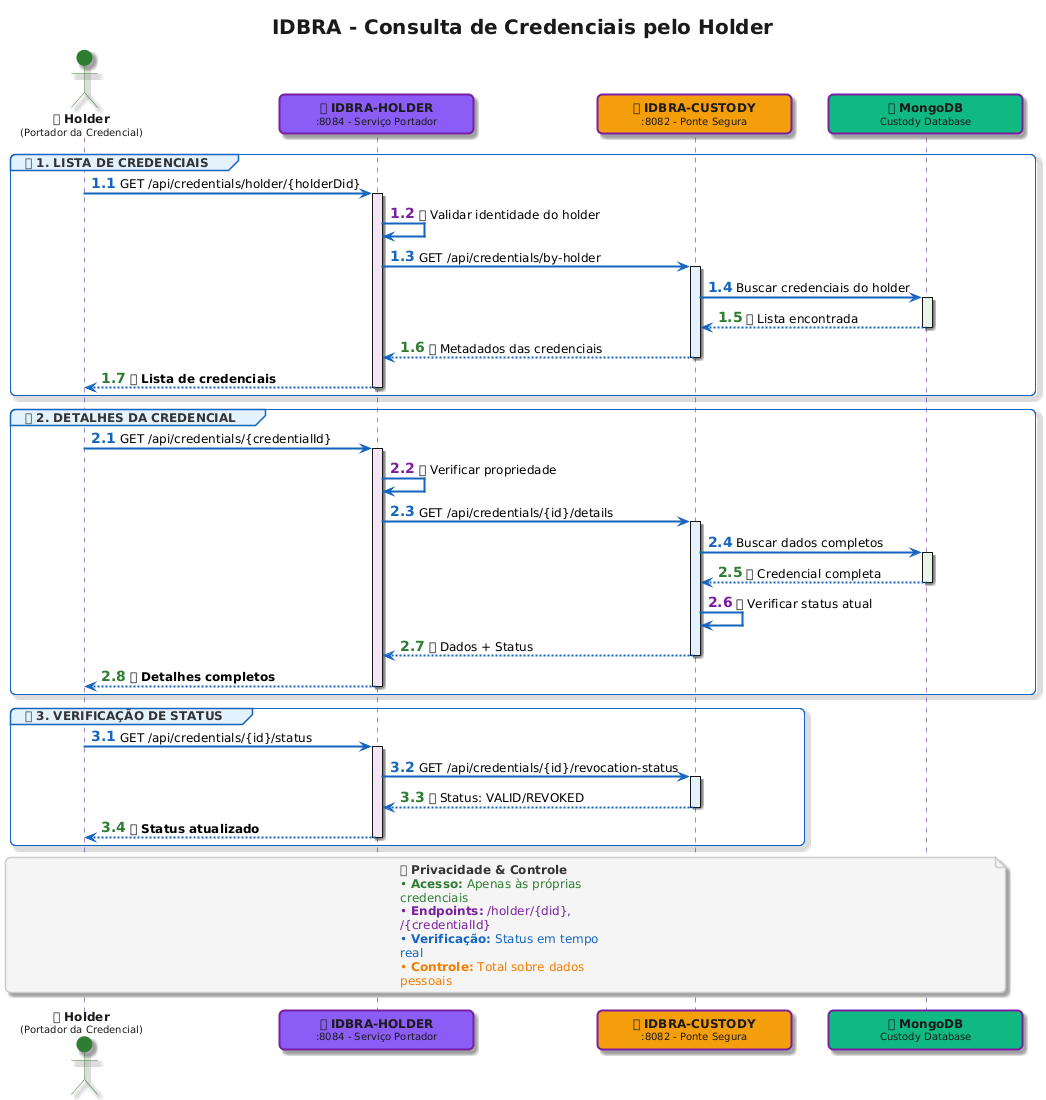 IDBRA - Consulta de Credenciais pelo Holder
Holder
(Portador da Credencial)
IDBRA-HOLDER
:8084 - Serviço Portador
IDBRA-CUSTODY
:8082 - Ponte Segura
MongoDB
Custody Database
1. LISTA DE CREDENCIAIS
1.1 GET /api/credentials/holder/{holderDid}
1.2 Validar identidade do holder
1.3 GET /api/credentials/by-holder
1.4 Buscar credenciais do holder
1.5 Lista encontrada
1.6 Metadados das credenciais
1.7 Lista de credenciais
2. DETALHES DA CREDENCIAL
2.1 GET /api/credentials/{credentialId}
2.2 Verificar propriedade
2.3 GET /api/credentials/{id}/details
2.4 Buscar dados completos
2.5 Credencial completa
2.6 Verificar status atual
2.7 Dados + Status
2.8 Detalhes completos
3. VERIFICAÇÃO DE STATUS
3.1 GET /api/credentials/{id}/status
3.2 GET /api/credentials/{id}/revocation-status
3.3 Status: VALID/REVOKED
3.4 Status atualizado
Privacidade & Controle
• Acesso: Apenas às próprias
credenciais
• Endpoints: /holder/{did},
/{credentialId}
• Verificação: Status em tempo
real
• Controle: Total sobre dados
pessoais
Holder
(Portador da Credencial)
IDBRA-HOLDER
:8084 - Serviço Portador
IDBRA-CUSTODY
:8082 - Ponte Segura
MongoDB
Custody Database